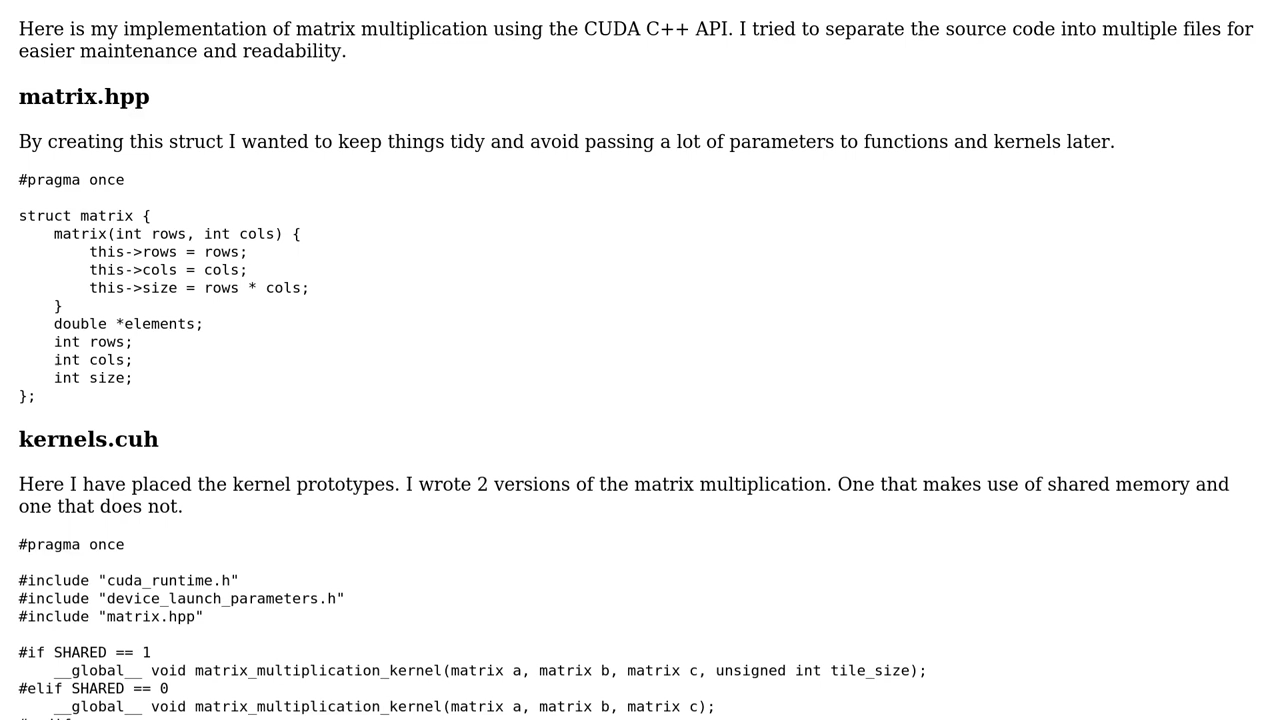 Here is my implementation of matrix multiplication using the CUDA C++ API. I tried to separate the source code into multiple files for
easier maintenance and readability.
matrix.hpp
By creating this struct I wanted to keep things tidy and avoid passing a lot of parameters to functions and kernels later.
#pragma once
struct matrix {
    matrix(int rows, int cols) {
        this->rows = rows;
        this->cols = cols;
        this->size = rows * cols;
    }
    double *elements;
    int rows;
    int cols;
    int size;
};
kernels.cuh
Here I have placed the kernel prototypes. I wrote 2 versions of the matrix multiplication. One that makes use of shared memory and
one that does not.
#pragma once
#include "cuda_runtime.h"
#include "device_launch_parameters.h"
#include "matrix.hpp"
#if SHARED == 1
    __global__ void matrix_multiplication_kernel(matrix a, matrix b, matrix c, unsigned int tile_size);
#elif SHARED == 0
    __global__ void matrix_multiplication_kernel(matrix a, matrix b, matrix c);